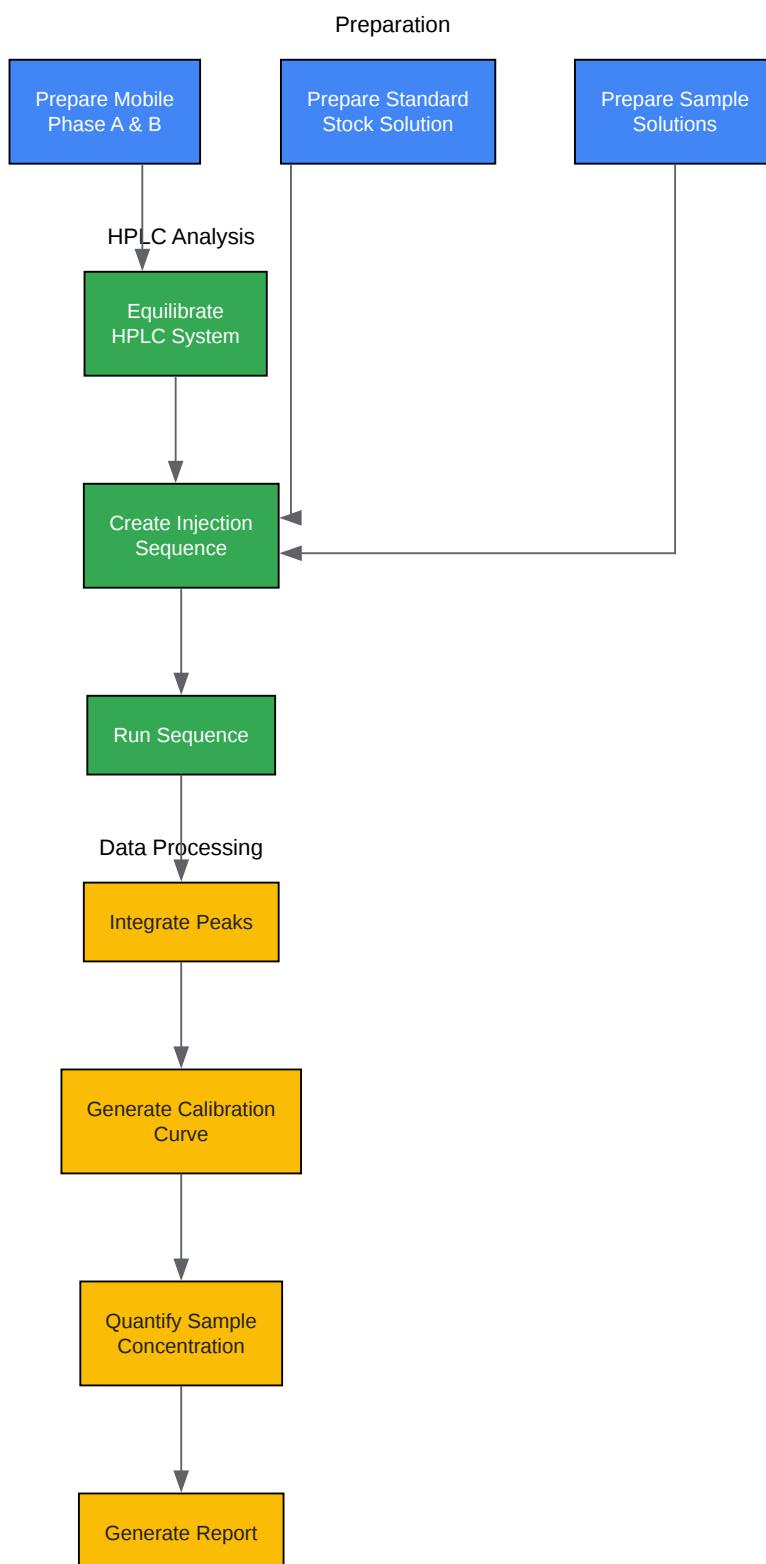 Preparation
Prepare Mobile
Phase A & B
Prepare Standard
Stock Solution
Prepare Sample
Solutions
HPLC Analysis
Equilibrate
HPLC System
Create Injection
Sequence
Run Sequence
Data Processing
Integrate Peaks
Generate Calibration
Curve
Quantify Sample
Concentration
Generate Report